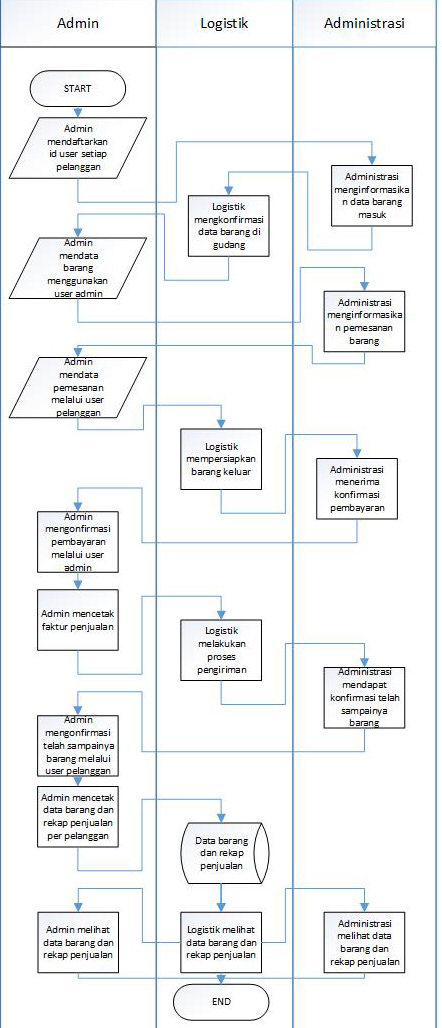 Admin
Logistik
Administrasi
START
Admin
mendaftarkan
id user setiap
pelanggan
Administrasi
menginformasika
n data barang
masuk
Logistik
mengkonfirmasi
data barang di
gudang
Admin
mendata
barang
menggunakan
user admin
Administrasi
menginformasika
n pemesanan
barang
Admin
mendata
pemesanan
melalui user
pelanggan
Logistik
mempersiapkan
barang keluar
Administrasi
menerima
konfirmasi
pembayaran
Admin
mengonfirmasi
pembayaran
melalui user
admin
Admin mencetak
faktur penjualan
Logistik
melakukan
proses
pengiriman
Administrasi
mendapat
konfirmasi telah
sampainya
barang
Admin
mengonfirmasi
telah sampainya
barang melalui
user pelanggan
Admin mencetak
data barang dan
rekap penjualan
per pelanggan
Data barang
dan rekap
penjualan
Admin melihat
data barang dan
rekap penjualan
Logistik melihat
data barang dan
rekap penjualan
Administrasi
melihat data
barang dan
rekap penjualan
END